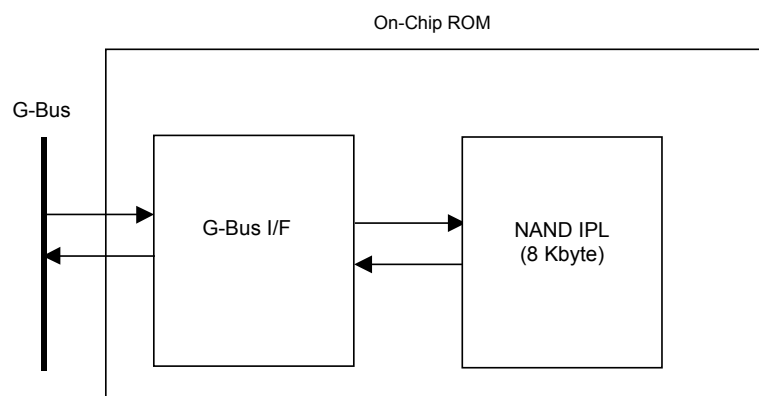 On-Chip ROM
G-Bus
G-Bus I/F
NAND IPL
(8 Kbyte)